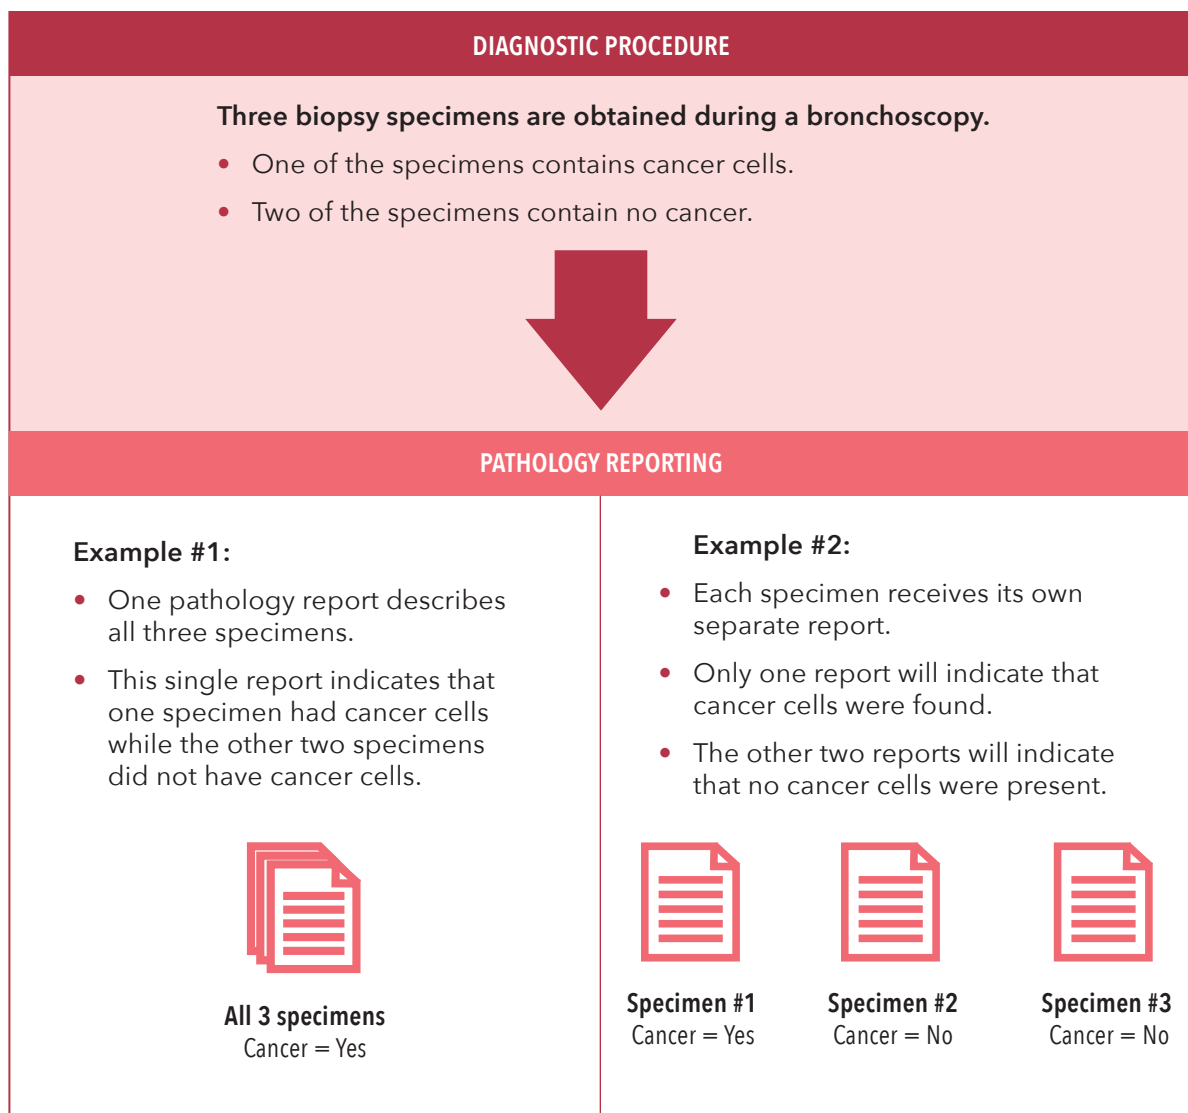 DIAGNOSTIC PROCEDURE
Three biopsy specimens are obtained during a bronchoscopy.
• One of the specimens contains cancer cells.
• Two of the specimens contain no cancer.
PATHOLOGY REPORTING
Example #1:
• One pathology report describes
all three specimens.
• This single report indicates that
one specimen had cancer cells
while the other two specimens
did not have cancer cells.
All 3 specimens
Cancer = Yes
Example #2:
• Each specimen receives its own
separate report.
• Only one report will indicate that
cancer cells were found.
• The other two reports will indicate
that no cancer cells were present.
Specimen #1
Cancer = Yes
Specimen #2
Cancer = No
Specimen #3
Cancer = No